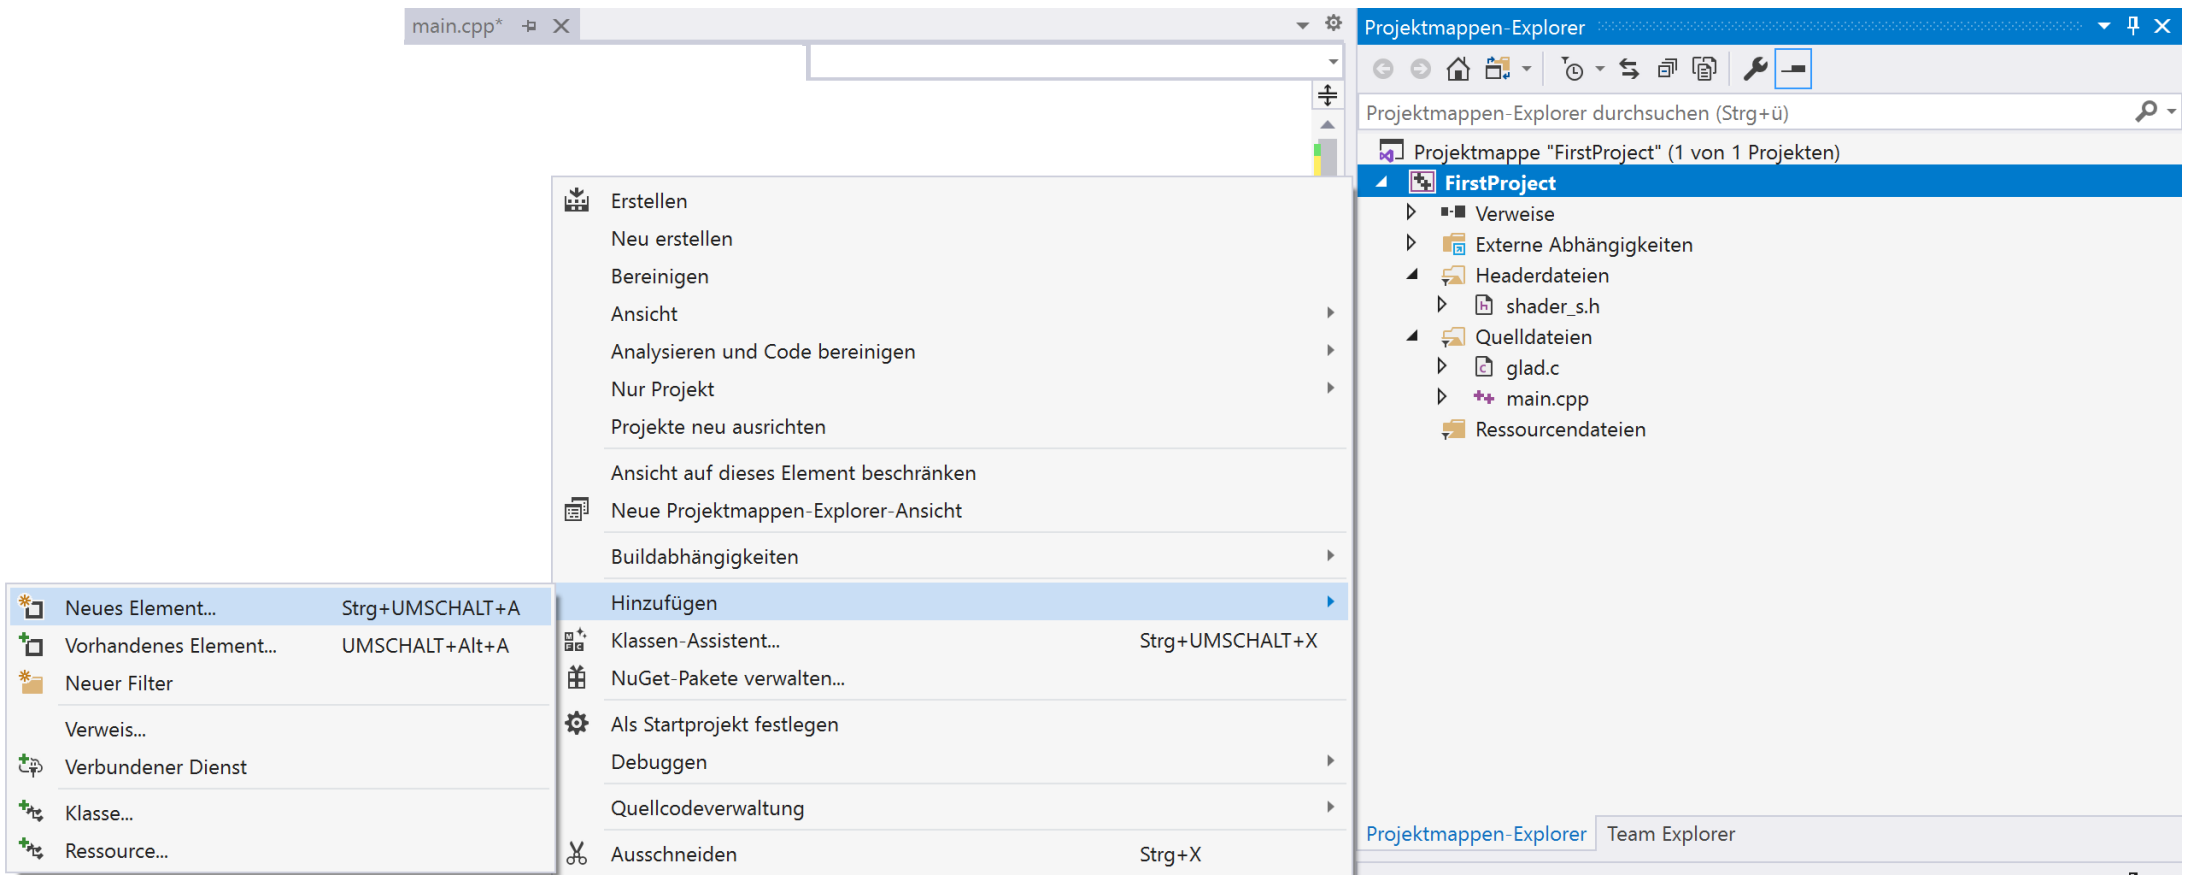 main.cpp*
Projektmappen-Explorer
Projektmappen-Explorer durchsuchen (Strg+ü)
Projektmappe "FirstProject" (1 von 1 Projekten)
FirstProject
Verweise
Externe Abhängigkeiten
Headerdateien
shader_s.h
Quelldateien
glad.c
main.cpp
Ressourcendateien
Projektmappen-Explorer Team Explorer
Erstellen
Neu erstellen
Bereinigen
Ansicht
Analysieren und Code bereinigen
Nur Projekt
Projekte neu ausrichten
Ansicht auf dieses Element beschränken
Neue Projektmappen-Explorer-Ansicht
Buildabhängigkeiten
Hinzufügen
Klassen-Assistent... Strg+UMSCHALT+X
NuGet-Pakete verwalten...
Als Startprojekt festlegen
Debuggen
Quellcodeverwaltung
Ausschneiden Strg+X
Neues Element... Strg+UMSCHALT+A
Vorhandenes Element... UMSCHALT+Alt+A
Neuer Filter
Verweis...
Verbundener Dienst
Klasse...
Ressource...